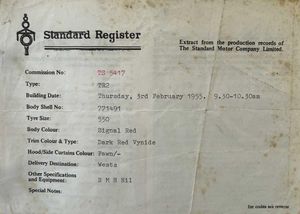 Standard Register
Extract from the production records of
The Standard Motor Company Limited.
Commission No: TS 5417
Type: TR2
Building Date: Thursday, 3rd February 1955. 9.30-10.30am
Body Shell No: 771491
Tyre Size: 550
Body Colour: Signal Red
Trim Colour & Type: Dark Red Vynide
Hood/Side Curtains Colour: Fawn/-
Delivery Destination: Wests
Other Specifications
and Equipment: S M H Nil
Special Notes: